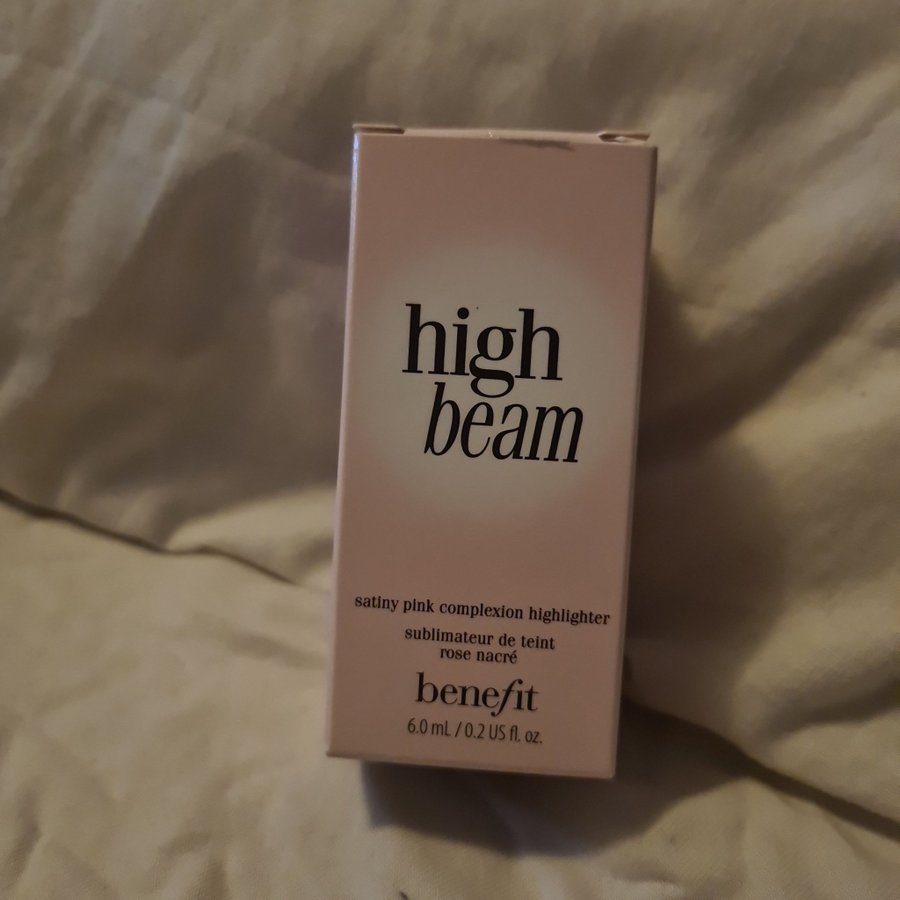 high
beam
satiny pink complexion highlighter
sublimateur de teint
rose nacré
benefit
6.0 mL / 0.2 US fl. oz.